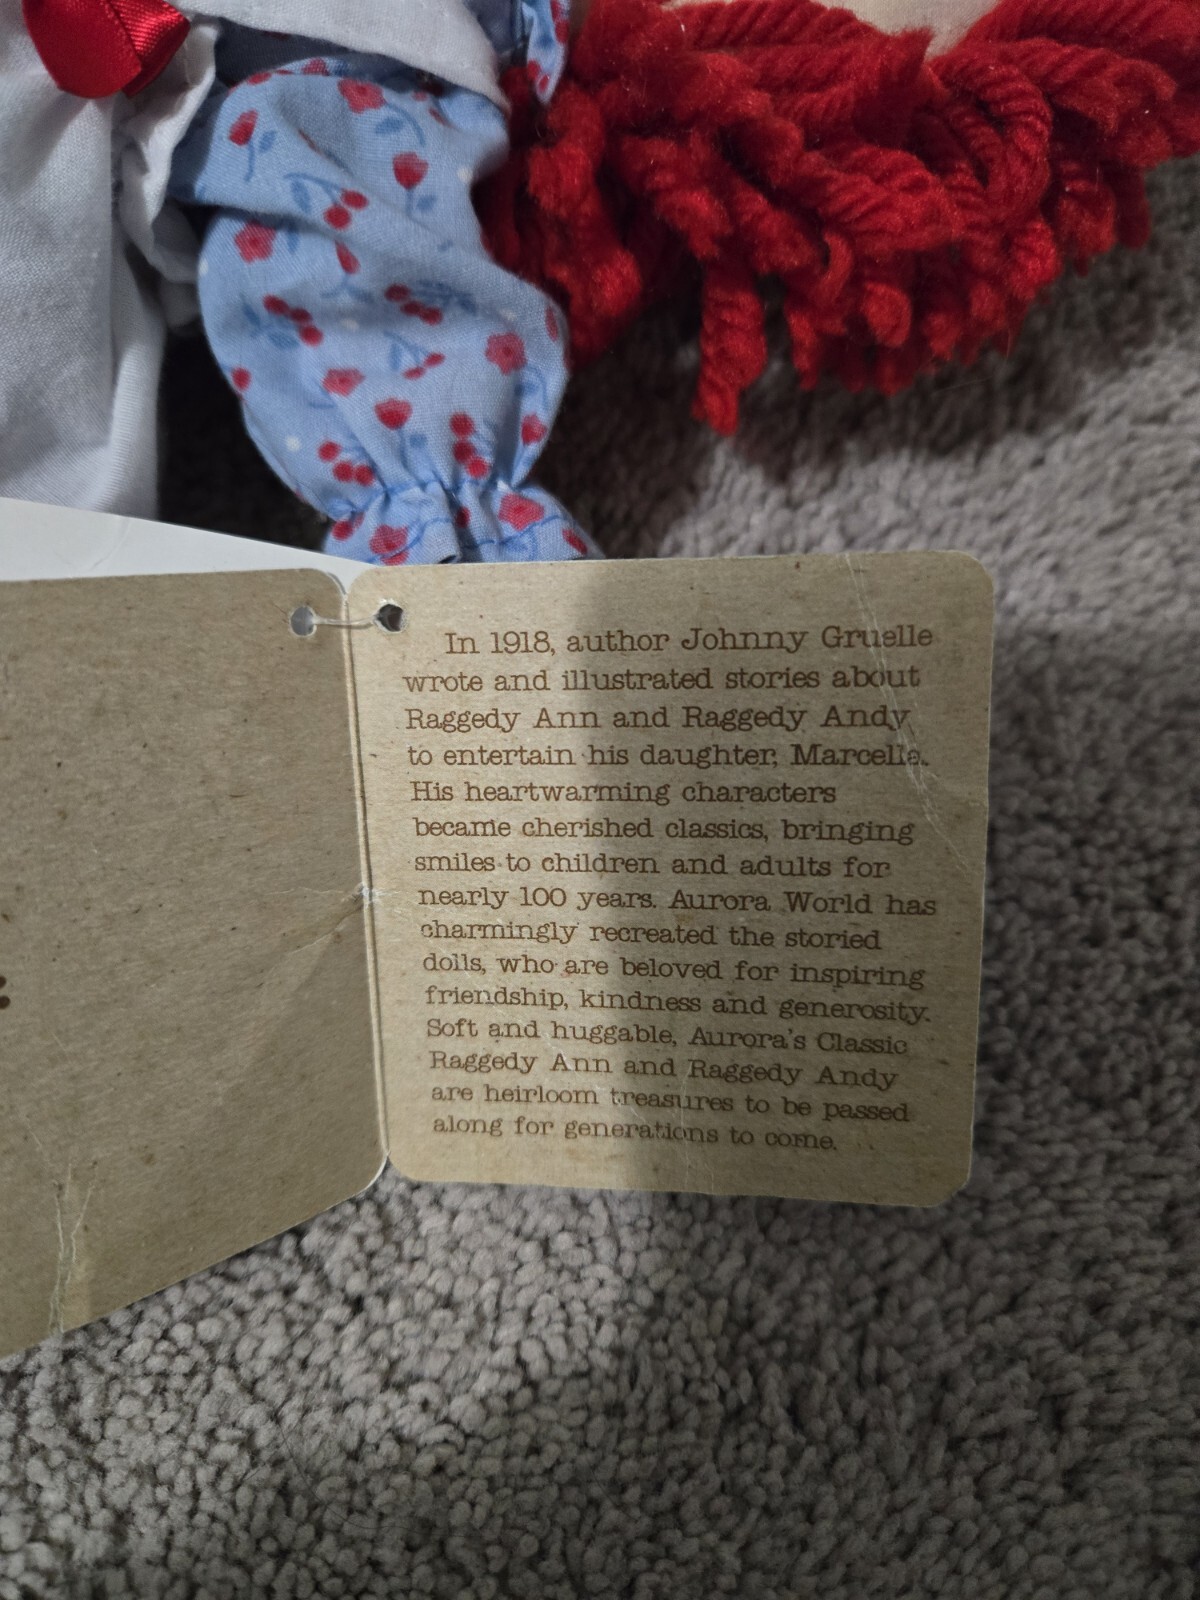 In 1918, author Johnny Gruelle
wrote and illustrated stories about
Raggedy Ann and Raggedy Andy
to entertain his daughter, Marcella.
His heartwarming characters
became cherished classics, bringing
smiles to children and adults for
nearly 100 years. Aurora World has
charmingly recreated the storied
dolls, who are beloved for inspiring
friendship, kindness and generosity.
Soft and huggable, Aurora's Classic
Raggedy Ann and Raggedy Andy
are heirloom treasures to be passed
along for generations to come.